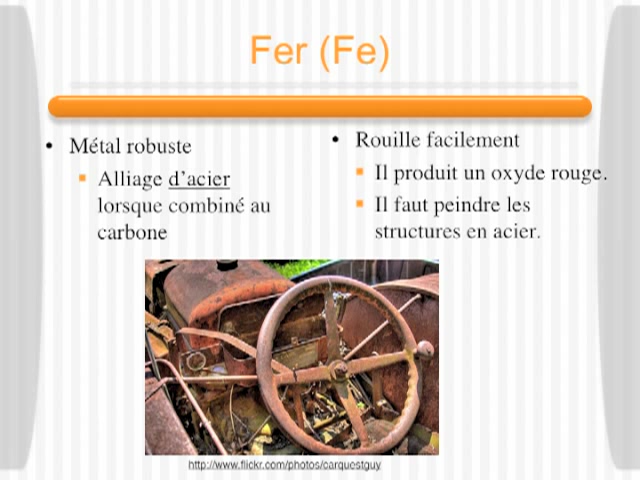 Fer (Fe)
• Métal robuste
Alliage d'acier
lorsque combiné au
carbone
• Rouille facilement
Il produit un oxyde rouge.
Il faut peindre les
structures en acier.
http://www.flickr.com/photos/carquestguy